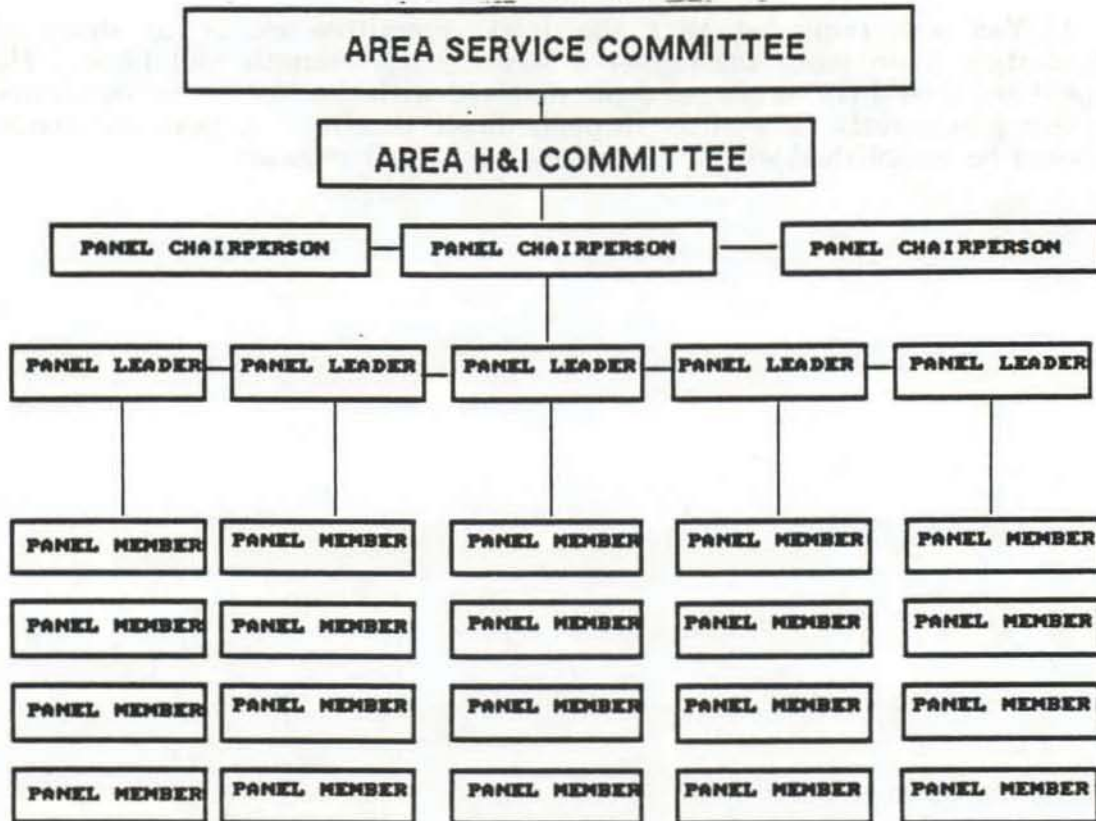 AREA SERVICE COMMITTEE
AREA H&I COMMITTEE
PANEL CHAIRPERSON PANEL CHAIRPERSON PANEL CHAIRPERSON
PANEL LEADER PANEL LEADER PANEL LEADER PANEL LEADER PANEL LEADER
PANEL MEMBER PANEL MEMBER PANEL MEMBER PANEL MEMBER PANEL MEMBER
PANEL MEMBER PANEL MEMBER PANEL MEMBER PANEL MEMBER PANEL MEMBER
PANEL MEMBER PANEL MEMBER PANEL MEMBER PANEL MEMBER PANEL MEMBER
PANEL MEMBER PANEL MEMBER PANEL MEMBER PANEL MEMBER PANEL MEMBER